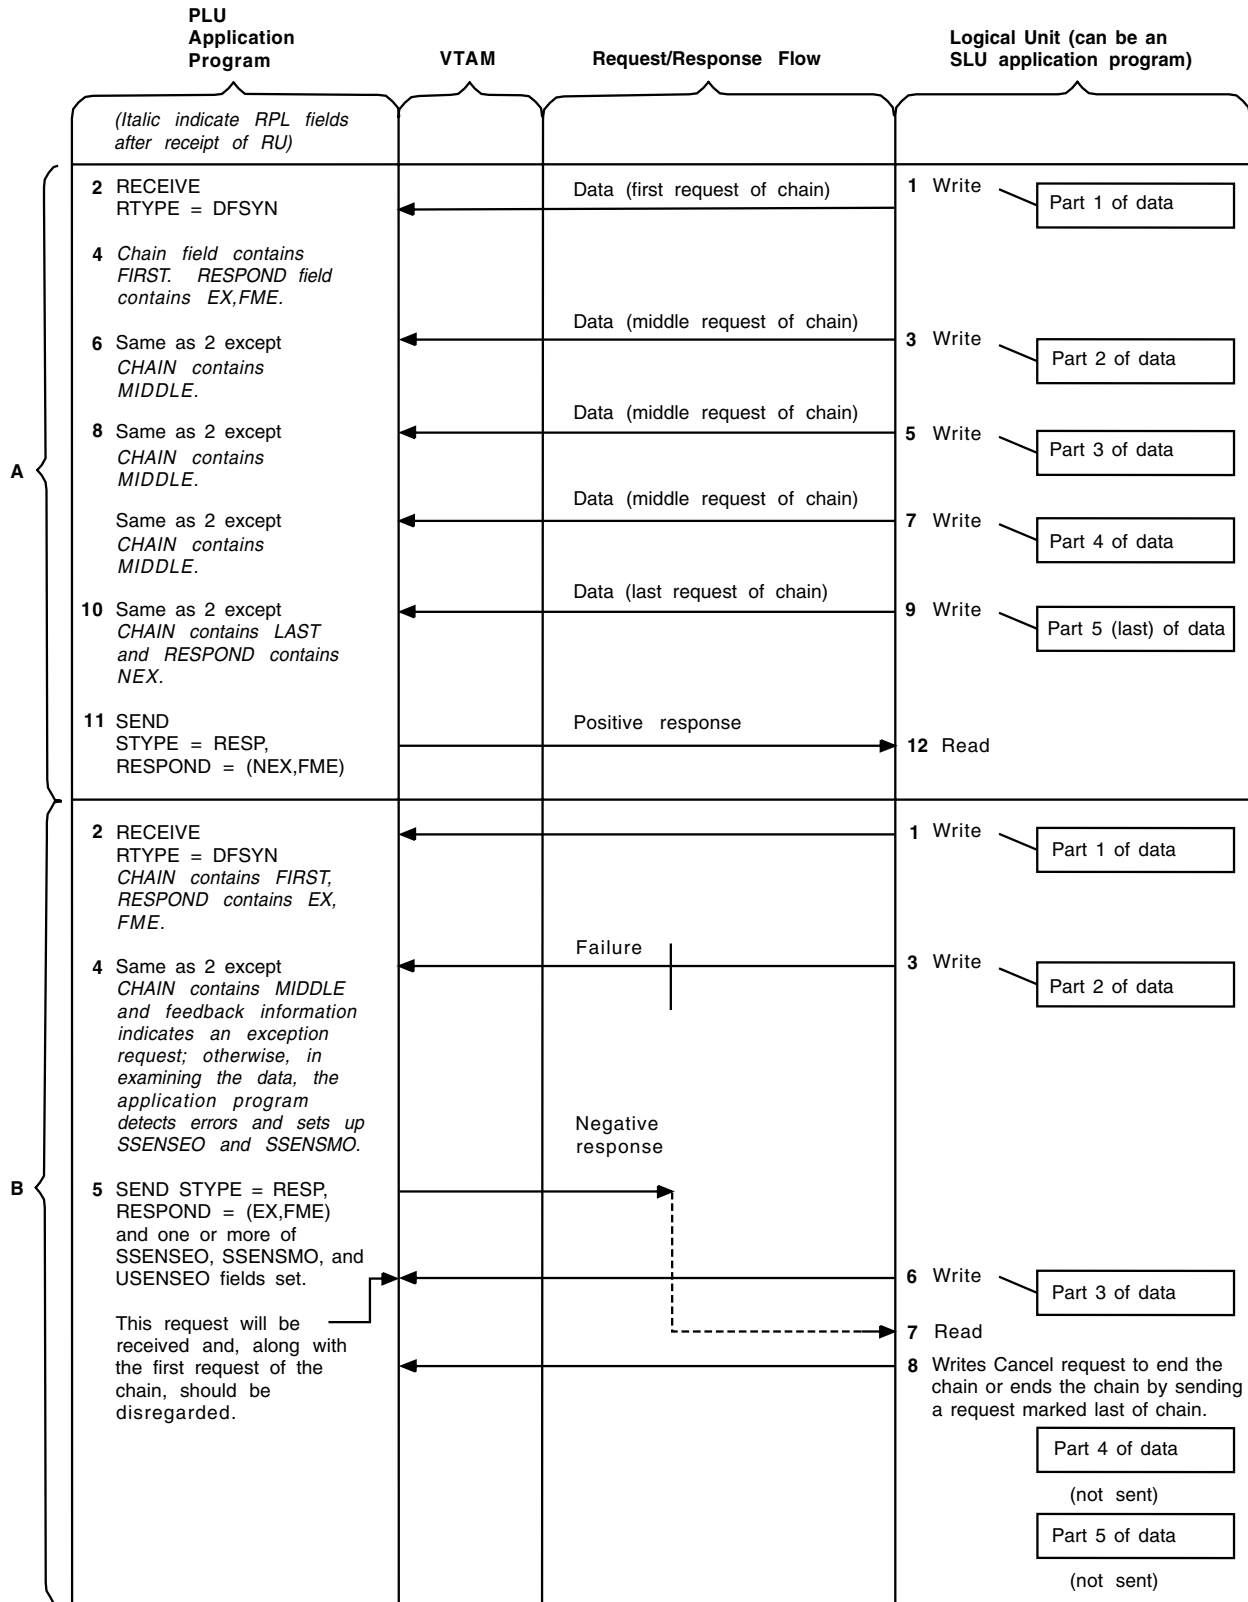 PLU
Application
Program
VTAM
Request/Response Flow
Logical Unit (can be an
SLU application program)
(Italic indicate RPL fields
after receipt of RU)
A
2 RECEIVE
RTYPE = DFSYN
Data (first request of chain)
1 Write
Part 1 of data
4 Chain field contains
FIRST. RESPOND field
contains EX,FME.
Data (middle request of chain)
3 Write
Part 2 of data
6 Same as 2 except
CHAIN contains
MIDDLE.
Data (middle request of chain)
5 Write
Part 3 of data
8 Same as 2 except
CHAIN contains
MIDDLE.
Data (middle request of chain)
7 Write
Part 4 of data
Same as 2 except
CHAIN contains
MIDDLE.
Data (last request of chain)
9 Write
Part 5 (last) of data
10 Same as 2 except
CHAIN contains LAST
and RESPOND contains
NEX.
11 SEND
STYPE = RESP,
RESPOND = (NEX,FME)
Positive response
12 Read
B
2 RECEIVE
RTYPE = DFSYN
CHAIN contains FIRST,
RESPOND contains EX,
FME.
1 Write
Part 1 of data
Failure
3 Write
Part 2 of data
4 Same as 2 except
CHAIN contains MIDDLE
and feedback information
indicates an exception
request; otherwise, in
examining the data, the
application program
detects errors and sets up
SSENSEO and SSENSMO.
Negative
response
5 SEND STYPE = RESP,
RESPOND = (EX,FME)
and one or more of
SSENSEO, SSENSMO, and
USENSEO fields set.
6 Write
Part 3 of data
This request will be
received and, along with
the first request of the
chain, should be
disregarded.
7 Read
8 Writes Cancel request to end the
chain or ends the chain by sending
a request marked last of chain.
Part 4 of data
(not sent)
Part 5 of data
(not sent)